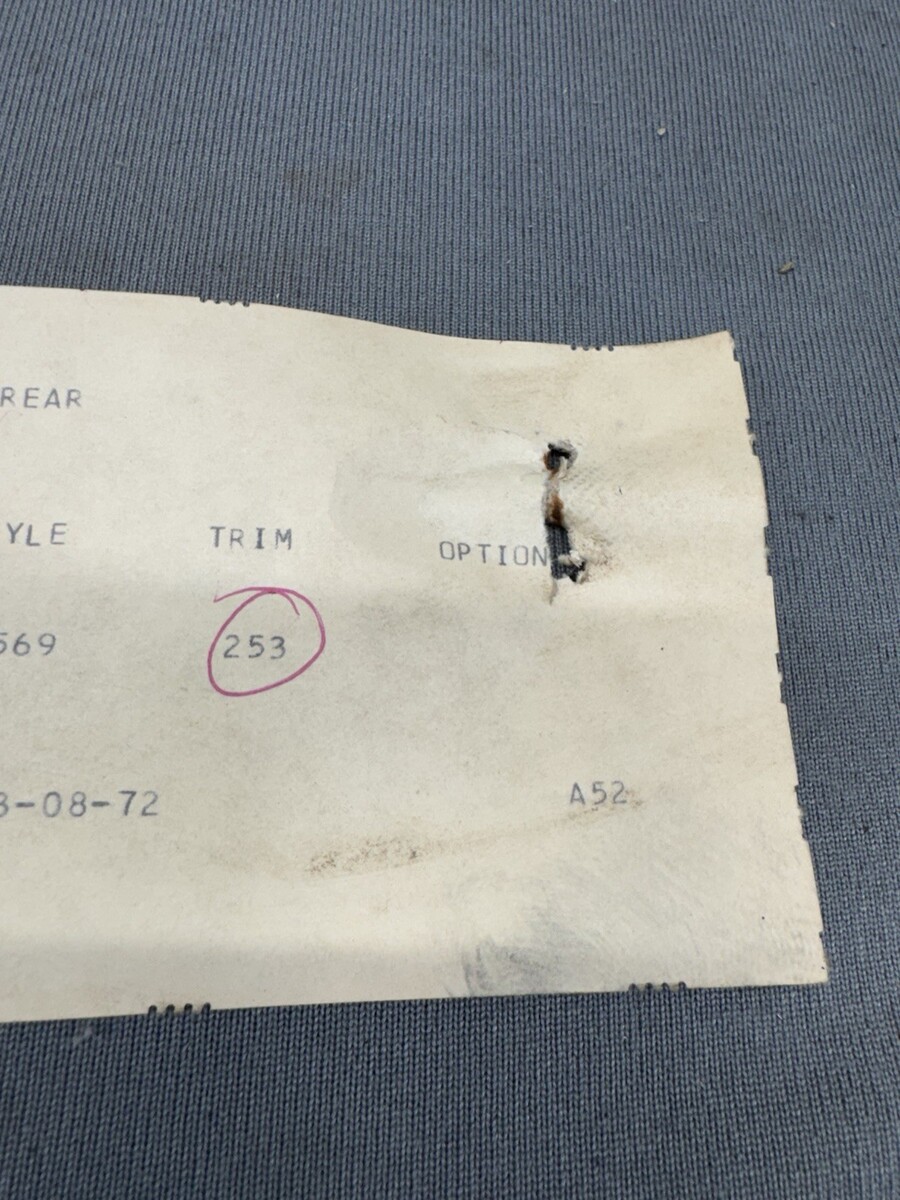 REAR
YLE TRIM OPTION
569 253
3-08-72 A52